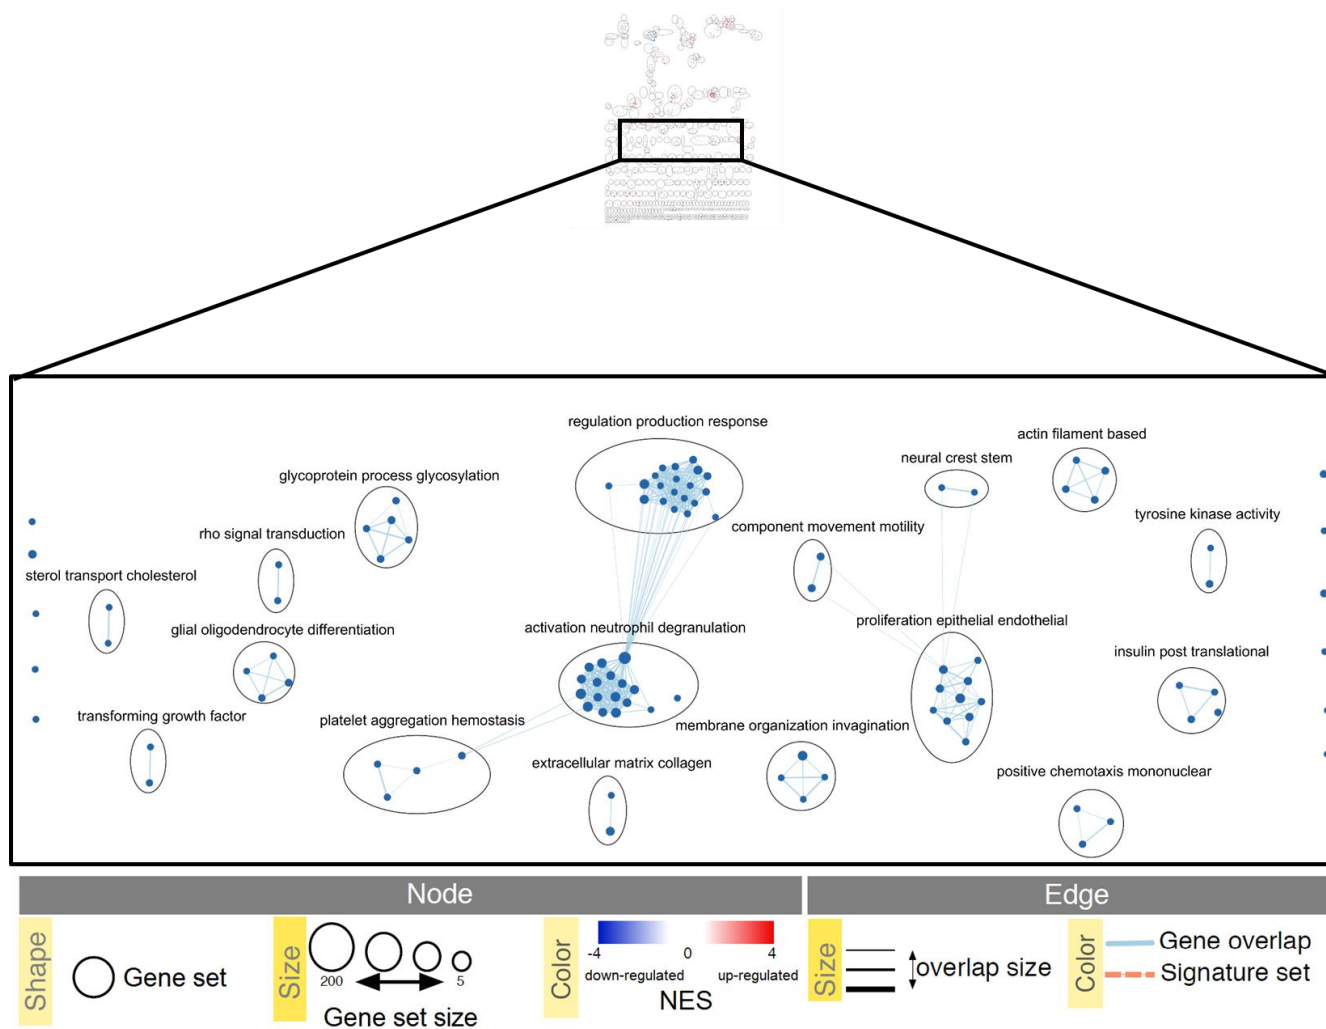 regulation production response
actin filament based
neural crest stem
glycoprotein process glycosylation
tyrosine kinase activity
component movement motility
rho signal transduction
sterol transport cholesterol
proliferation epithelial endothelial
activation neutrophil degranulation
glial oligodendrocyte differentiation
insulin post translational
transforming growth factor
platelet aggregation hemostasis
membrane organization invagination
extracellular matrix collagen
positive chemotaxis mononuclear
Node
Edge
Shape
Gene set
Size
200
5
Gene set size
Color
-4
0
4
down-regulated
up-regulated
NES
Size
overlap size
Color
Gene overlap
Signature set